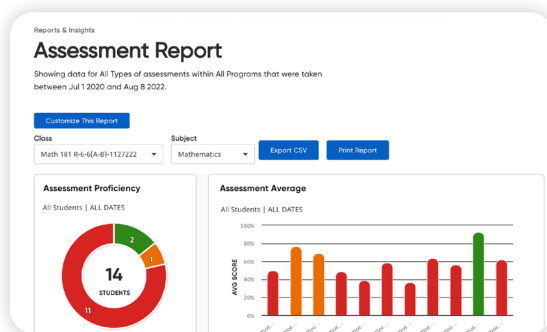 Reports & Insights
Assessment Report
Showing data for All Types of assessments within All Programs that were taken
between Jul 1 2020 and Aug 8 2022.
Customize This Report
Class
Subject
Math 181 R-6-6(A-B)-1127222
Mathematics
Export CSV
Print Report
Assessment Proficiency
All Students | ALL DATES
2
1
14
STUDENTS
11
Assessment Average
All Students | ALL DATES
100%
80%
60%
40%
20%
0%
AVG SCORE